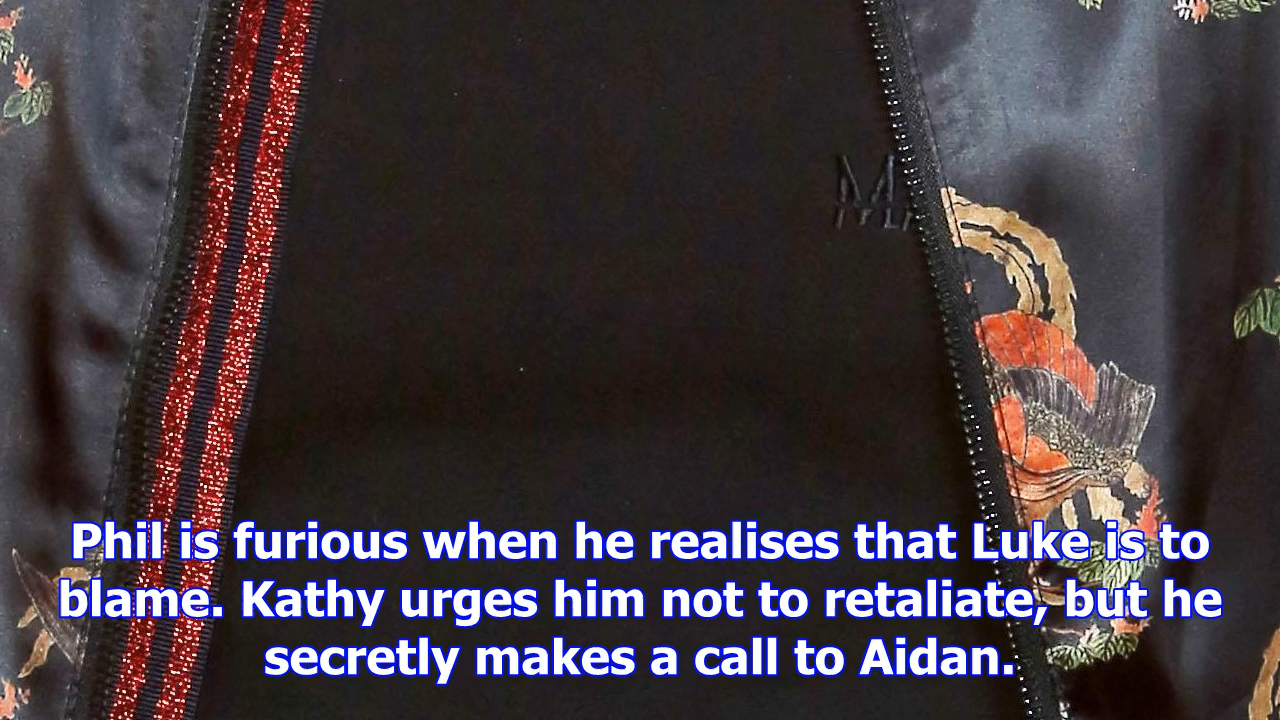 Phil is furious when he realises that Luke is to
blame. Kathy urges him not to retaliate, but he
secretly makes a call to Aidan.